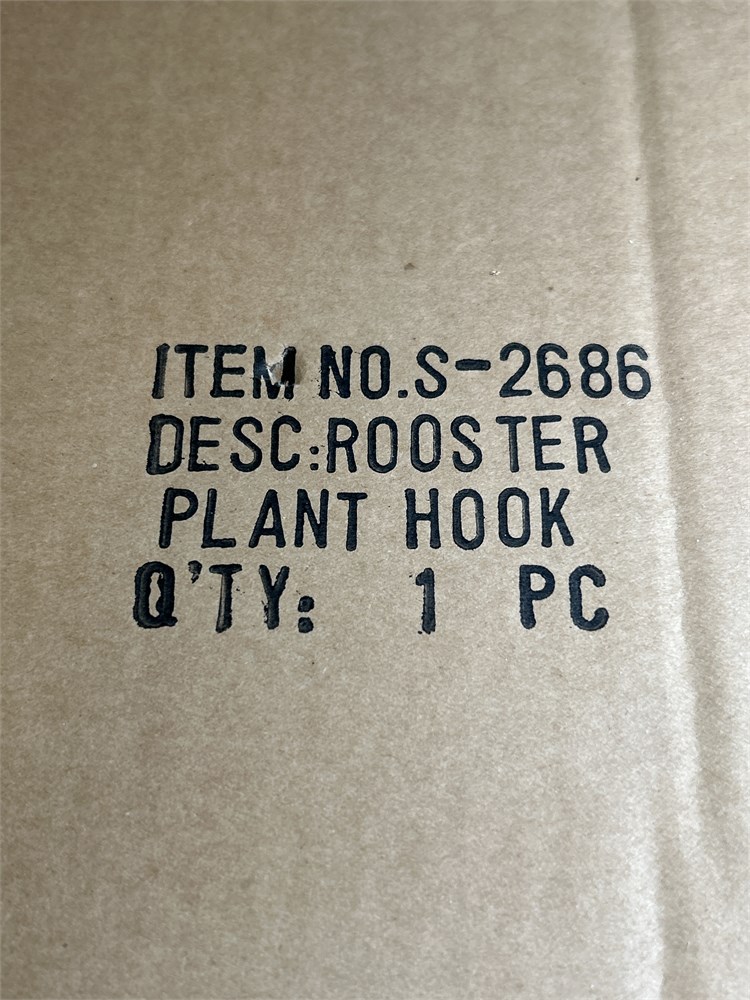 ITEM NO.S-2686
DESC:ROOSTER
PLANT HOOK
Q'TY: 1 PC